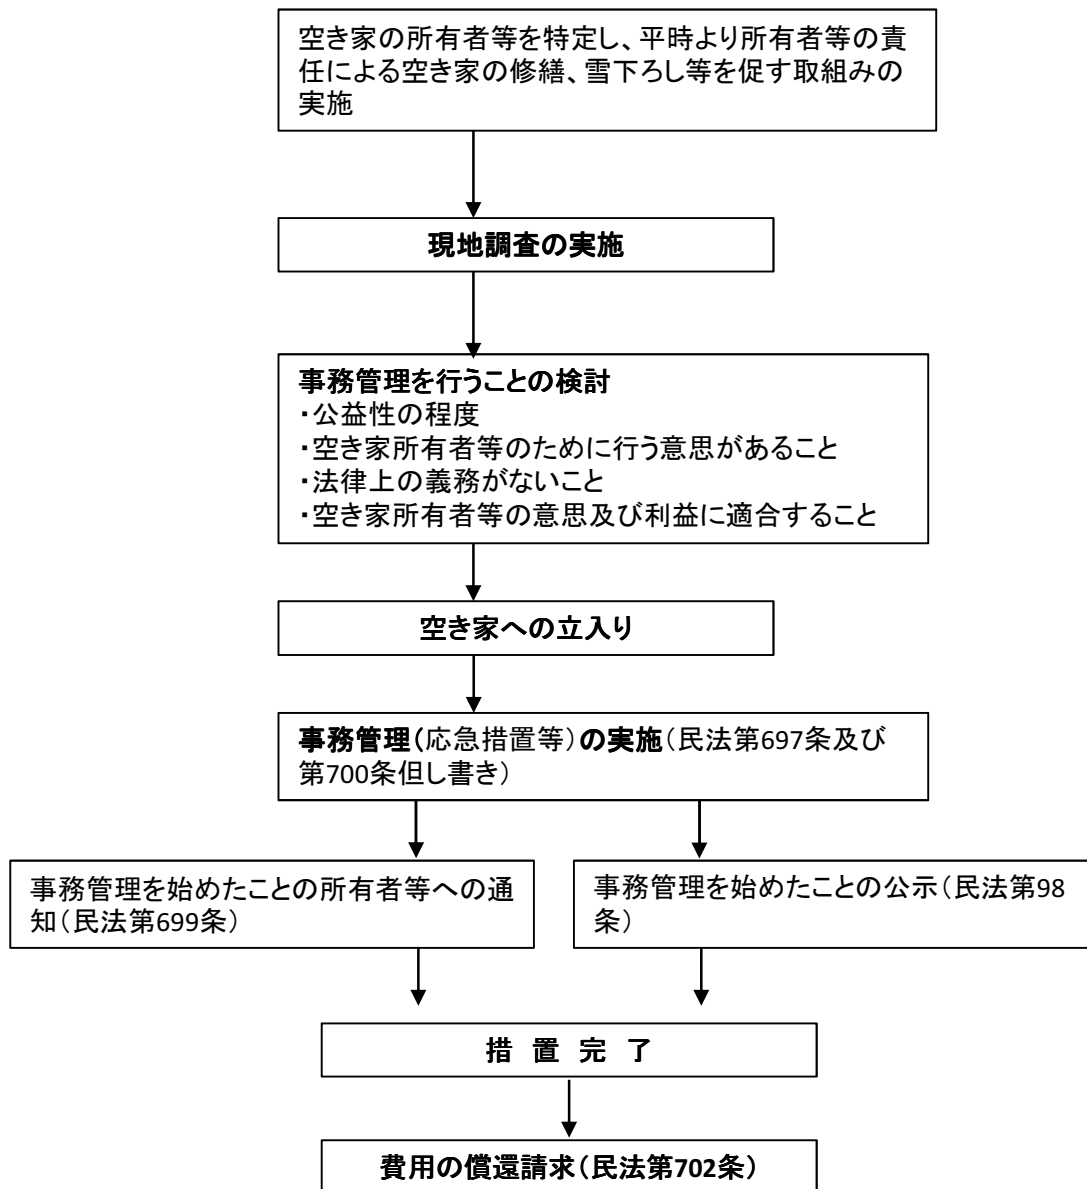 空き家の所有者等を特定し、平時より所有者等の責
任による空き家の修繕、雪下ろし等を促す取組みの
実施
現地調査の実施
事務管理を行うことの検討
・公益性の程度
・空き家所有者等のために行う意思があること
・法律上の義務がないこと
・空き家所有者等の意思及び利益に適合すること
空き家への立入り
事務管理(応急措置等)の実施(民法第697条及び
第700条但し書き)
事務管理を始めたことの所有者等への通
知(民法第699条)
事務管理を始めたことの公示(民法第98
条)
措 置 完 了
費用の償還請求(民法第702条)